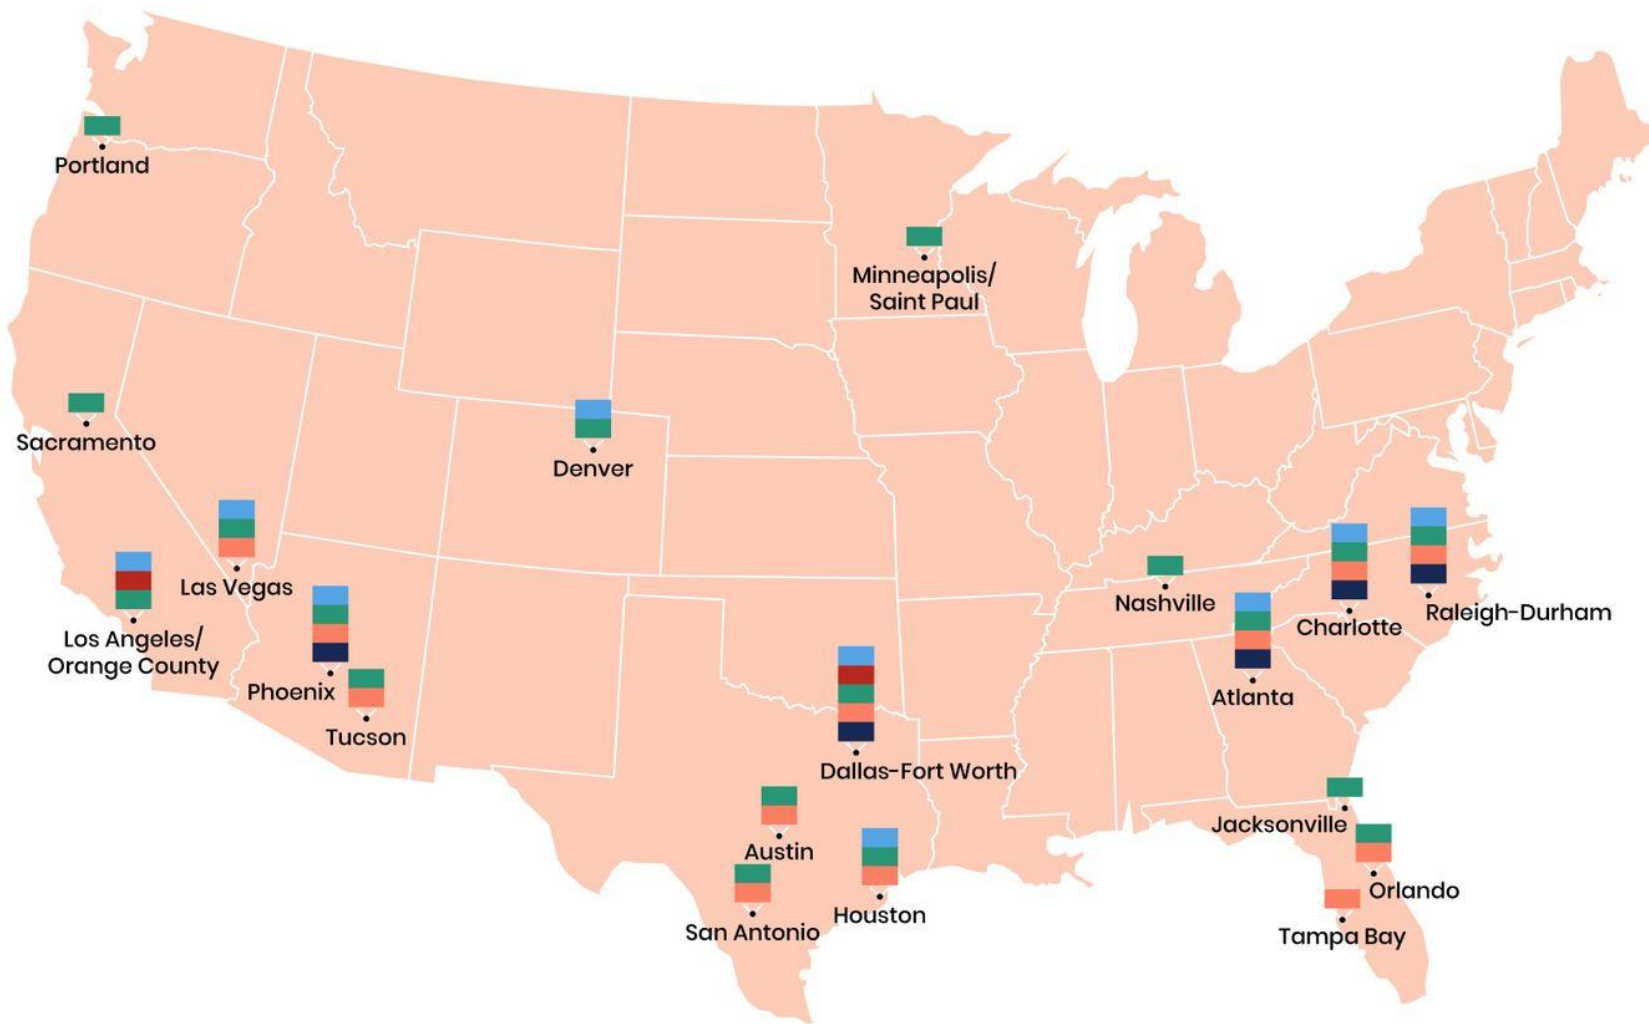 Portland
Minneapolis/
Saint Paul
Sacramento
Denver
Las Vegas
Los Angeles/
Orange County
Phoenix
Tucson
Nashville
Raleigh-Durham
Charlotte
Atlanta
Dallas-Fort Worth
Austin
San Antonio
Houston
Jacksonville
Orlando
Tampa Bay